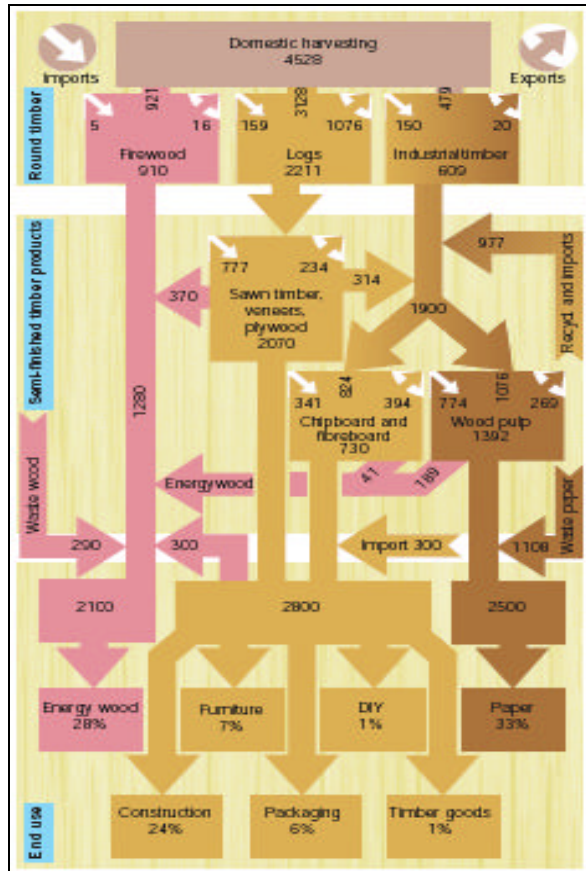 Domestic harvesting
4528
Imports
Exports
Round timber
921
3128
479
5
16
159
1076
150
20
Firewood
910
Logs
2211
Industrial timber
609
Semi-finished timber products
777
234
314
977
Recycl. and imports
370
Sawn timber,
veneers,
plywood
2070
1900
1280
341
824
394
774
1076
269
Chipboard and
fibreboard
730
Wood pulp
1392
Waste wood
Energy wood
41
189
Waste paper
290
300
Import 300
1108
2100
2800
2500
Energy wood
28%
Furniture
7%
DIY
1%
Paper
33%
End use
Construction
24%
Packaging
6%
Timber goods
1%